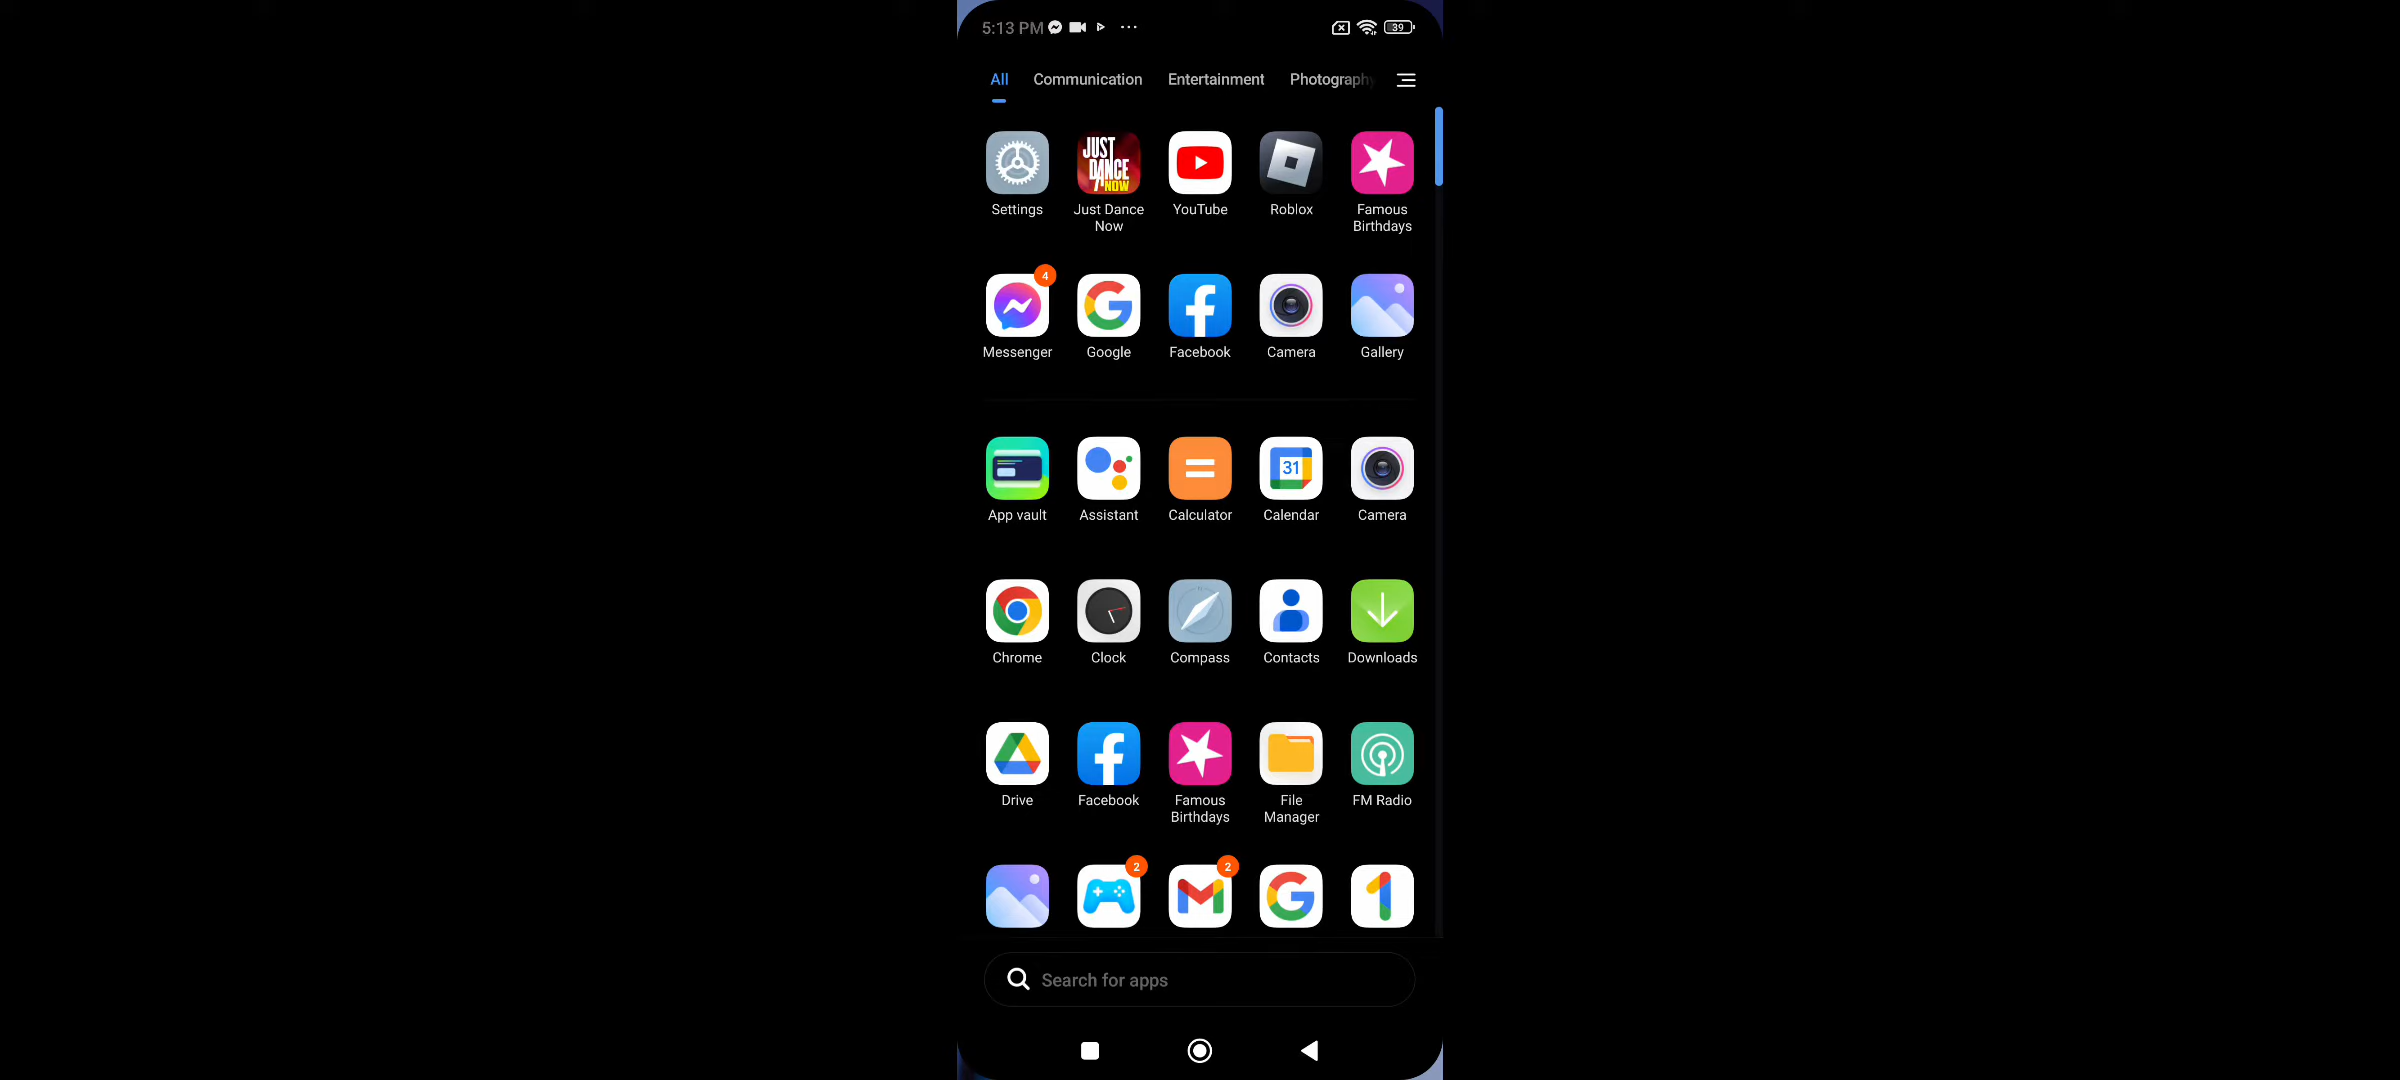 5:13 PM 39
All Communication Entertainment Photography
JUST DANCE NOW
Settings Just Dance Now YouTube Roblox Famous Birthdays
4
Messenger Google Facebook Camera Gallery
31
App vault Assistant Calculator Calendar Camera
Chrome Clock Compass Contacts Downloads
Drive Facebook Famous Birthdays File Manager FM Radio
2 2
Search for apps